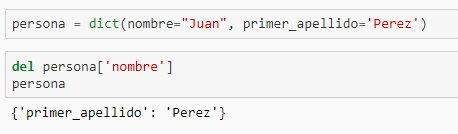 persona = dict(nombre="Juan", primer_apellido='Perez')
del persona['nombre']
persona
{'primer_apellido': 'Perez'}